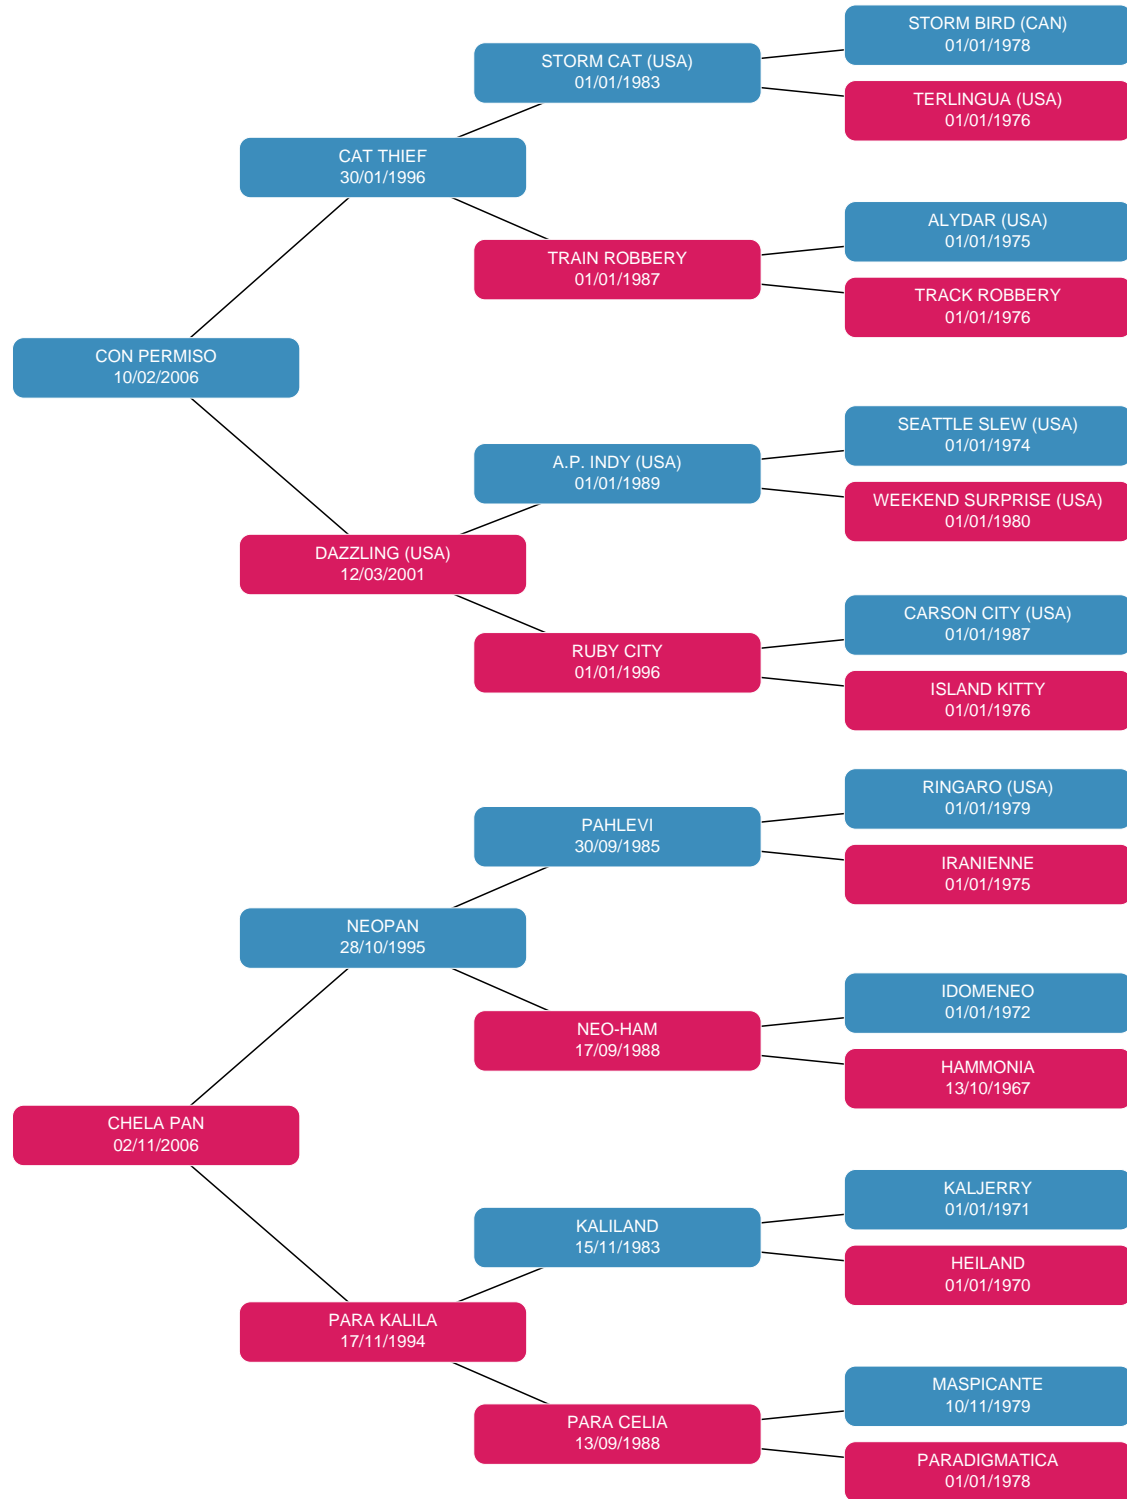 STORM BIRD (CAN)
01/01/1978
STORM CAT (USA)
01/01/1983
TERLINGUA (USA)
01/01/1976
CAT THIEF
30/01/1996
ALYDAR (USA)
01/01/1975
TRAIN ROBBERY
01/01/1987
TRACK ROBBERY
01/01/1976
CON PERMISO
10/02/2006
SEATTLE SLEW (USA)
01/01/1974
A.P. INDY (USA)
01/01/1989
WEEKEND SURPRISE (USA)
01/01/1980
DAZZLING (USA)
12/03/2001
CARSON CITY (USA)
01/01/1987
RUBY CITY
01/01/1996
ISLAND KITTY
01/01/1976
RINGARO (USA)
01/01/1979
PAHLEVI
30/09/1985
IRANIENNE
01/01/1975
NEOPAN
28/10/1995
IDOMENEO
01/01/1972
NEO-HAM
17/09/1988
HAMMONIA
13/10/1967
CHELA PAN
02/11/2006
KALJERRY
01/01/1971
KALILAND
15/11/1983
HEILAND
01/01/1970
PARA KALILA
17/11/1994
MASPICANTE
10/11/1979
PARA CELIA
13/09/1988
PARADIGMATICA
01/01/1978